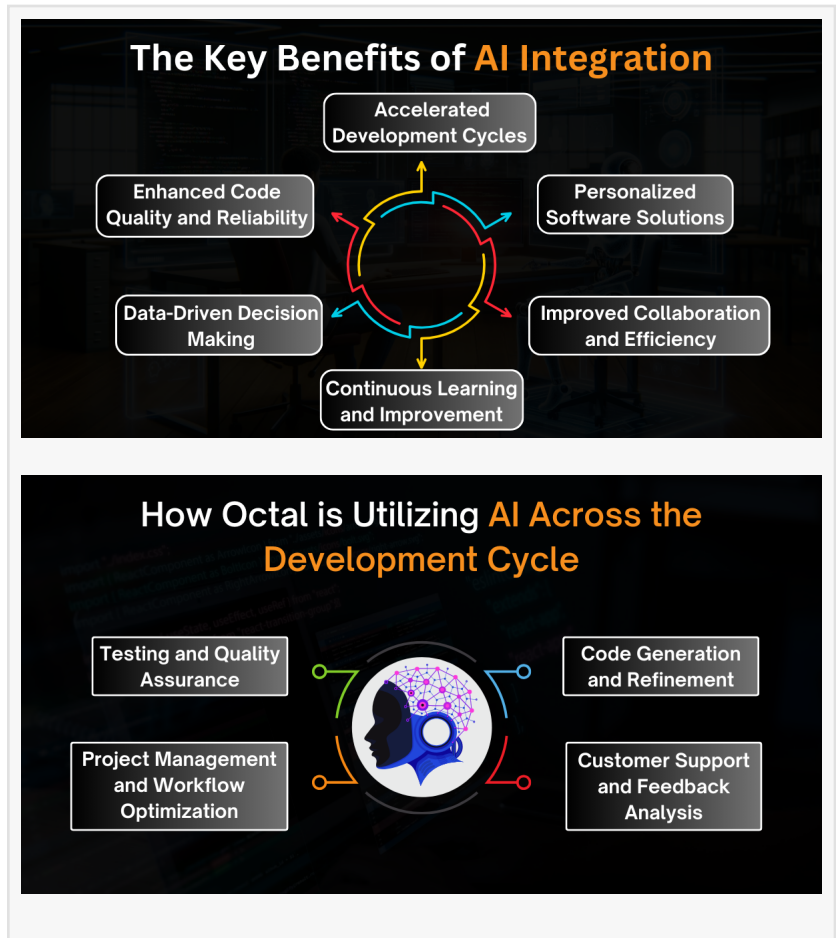 The Key Benefits of AI Integration
Accelerated
Development Cycles
Enhanced Code
Quality and Reliability
Personalized
Software Solutions
Data-Driven Decision
Making
Improved Collaboration
and Efficiency
Continuous Learning
and Improvement
How Octal is Utilizing AI Across the
Development Cycle
Testing and Quality
Assurance
Code Generation
and Refinement
Project Management
and Workflow
Optimization
Customer Support
and Feedback
Analysis